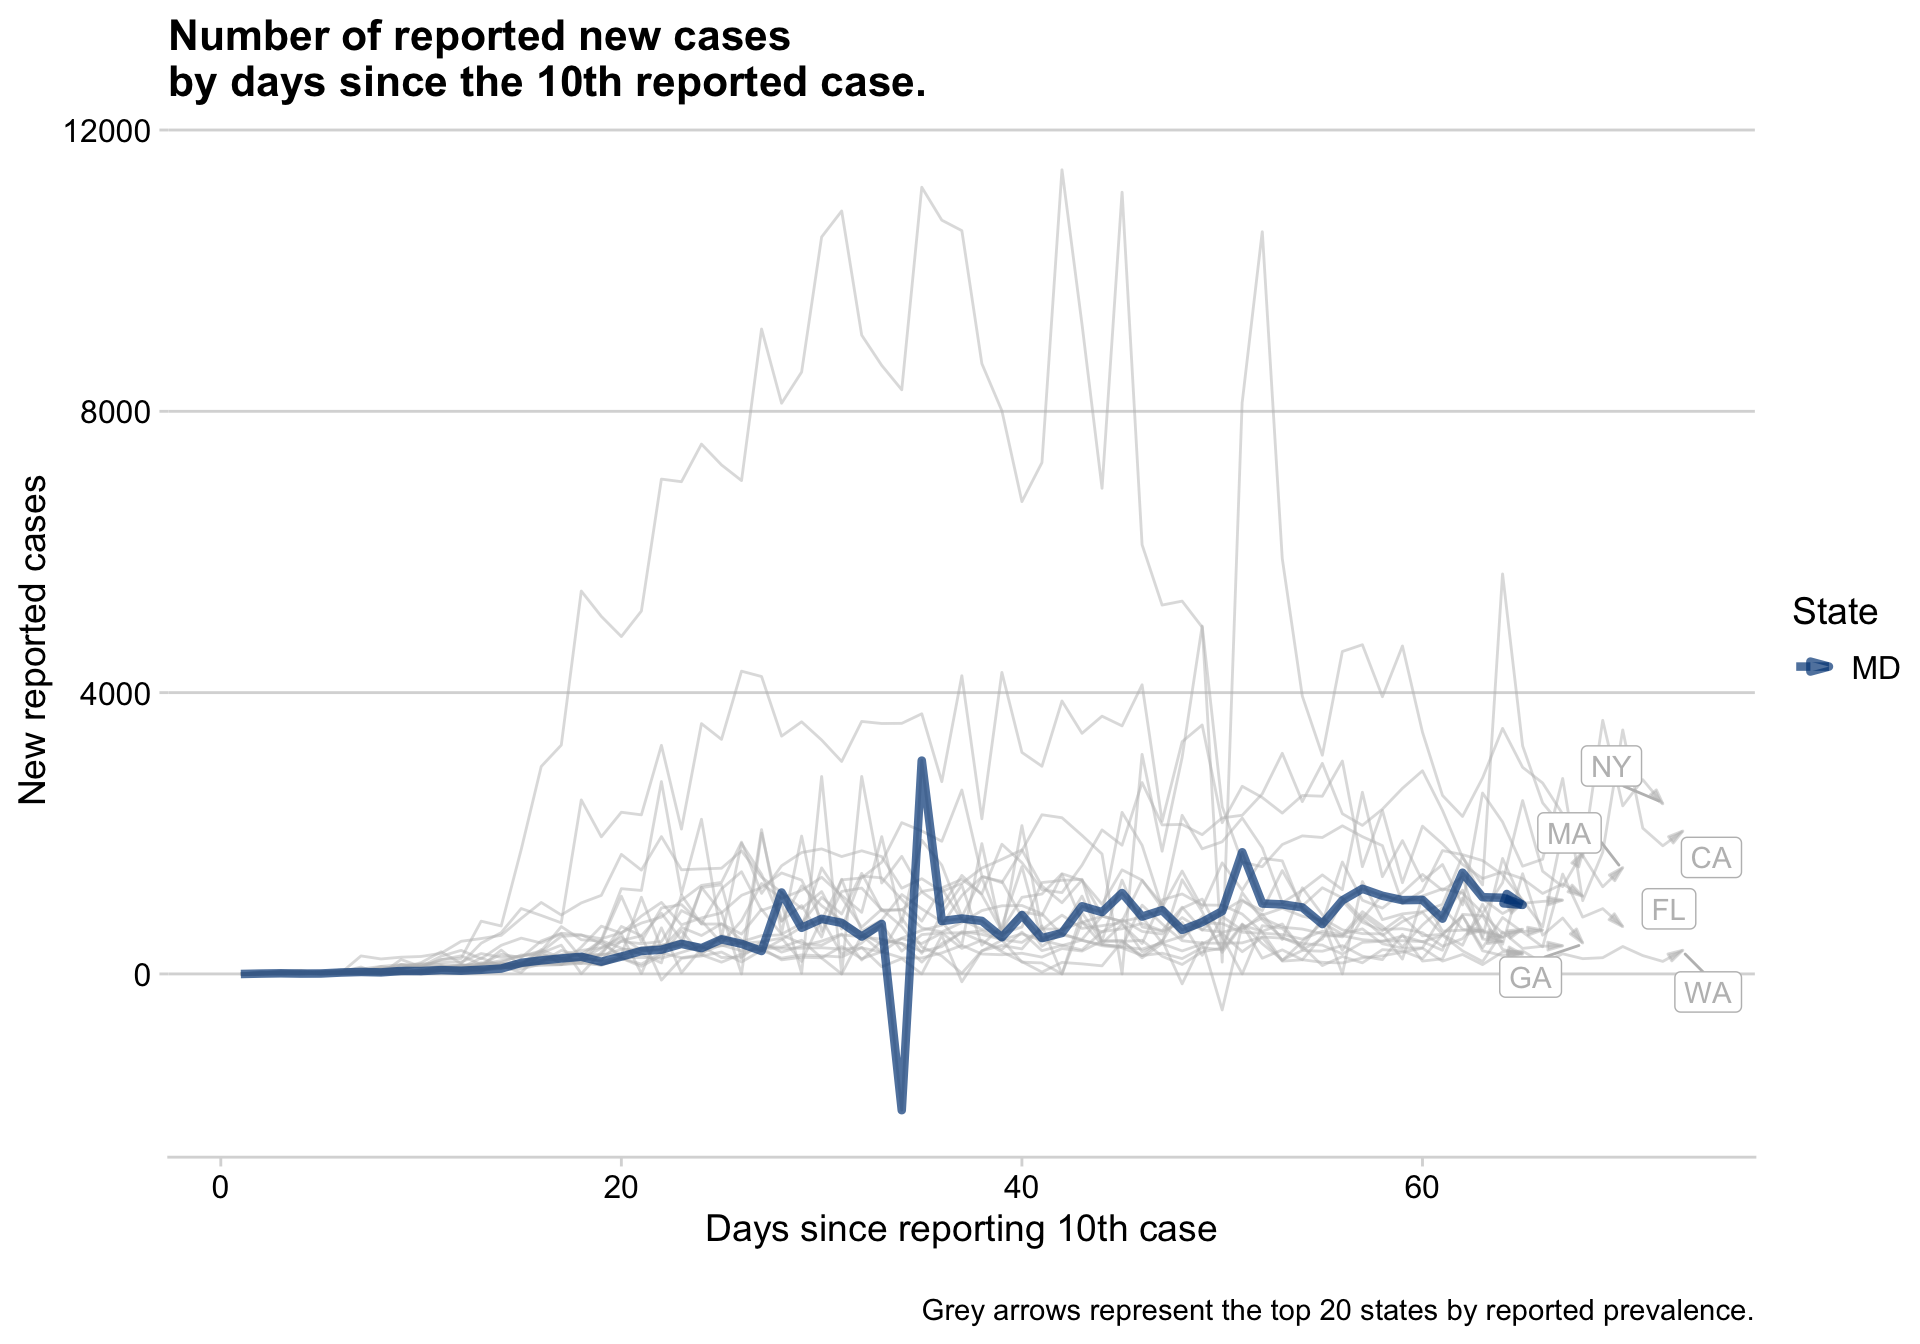 Number of reported new cases
by days since the 10th reported case.
12000
8000
4000
0
New reported cases
NY
MA
CA
FL
GA
WA
State
MD
0
20
40
60
Days since reporting 10th case
Grey arrows represent the top 20 states by reported prevalence.